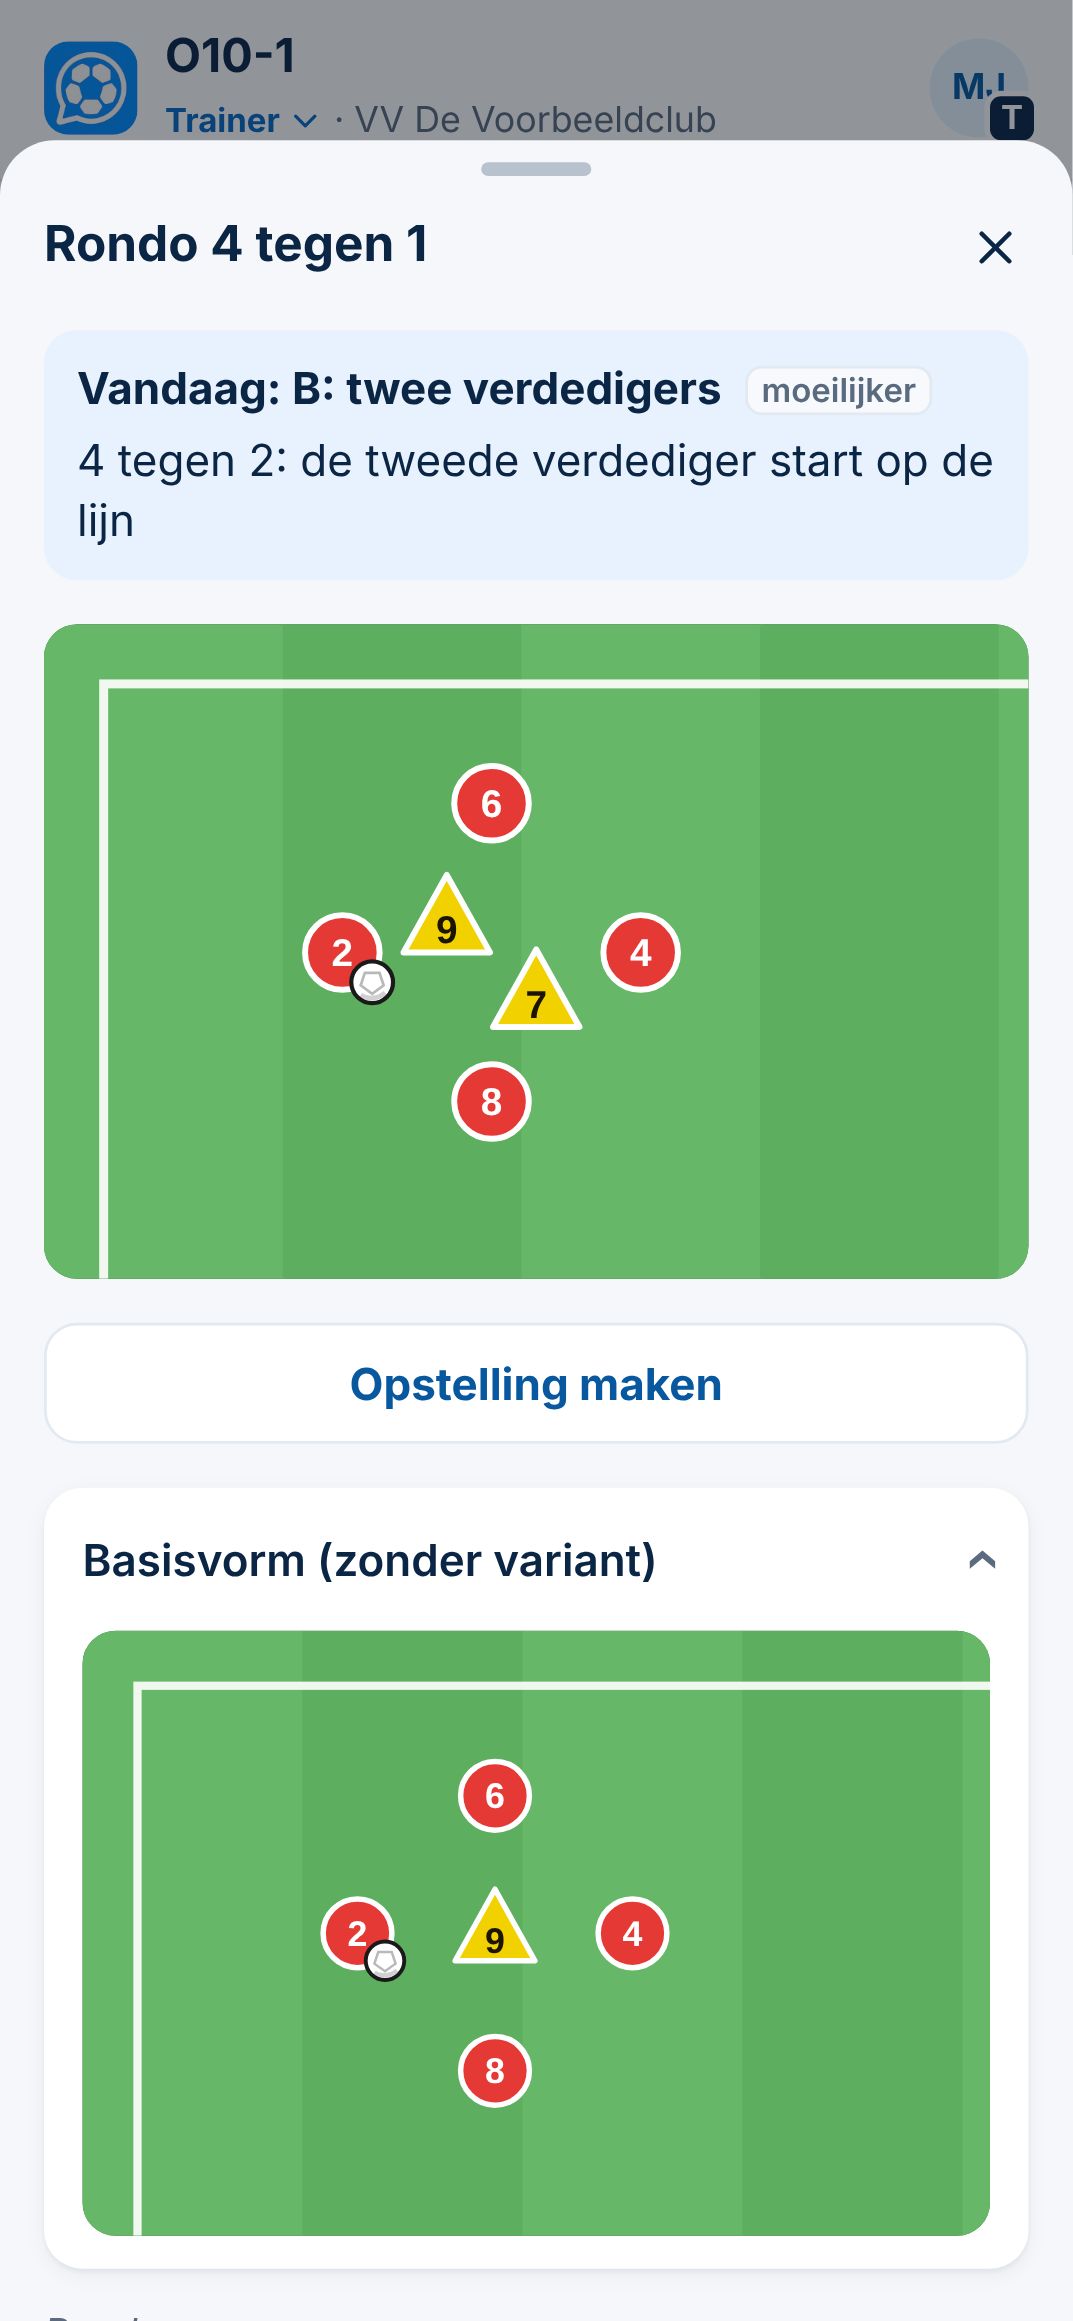 O10-1
Trainer · VV De Voorbeeldclub
MJ
T
Rondo 4 tegen 1
Vandaag: B: twee verdedigers moeilijker
4 tegen 2: de tweede verdediger start op de
lijn
6
9
2
4
7
8
Opstelling maken
Basisvorm (zonder variant)
6
9
2
4
8